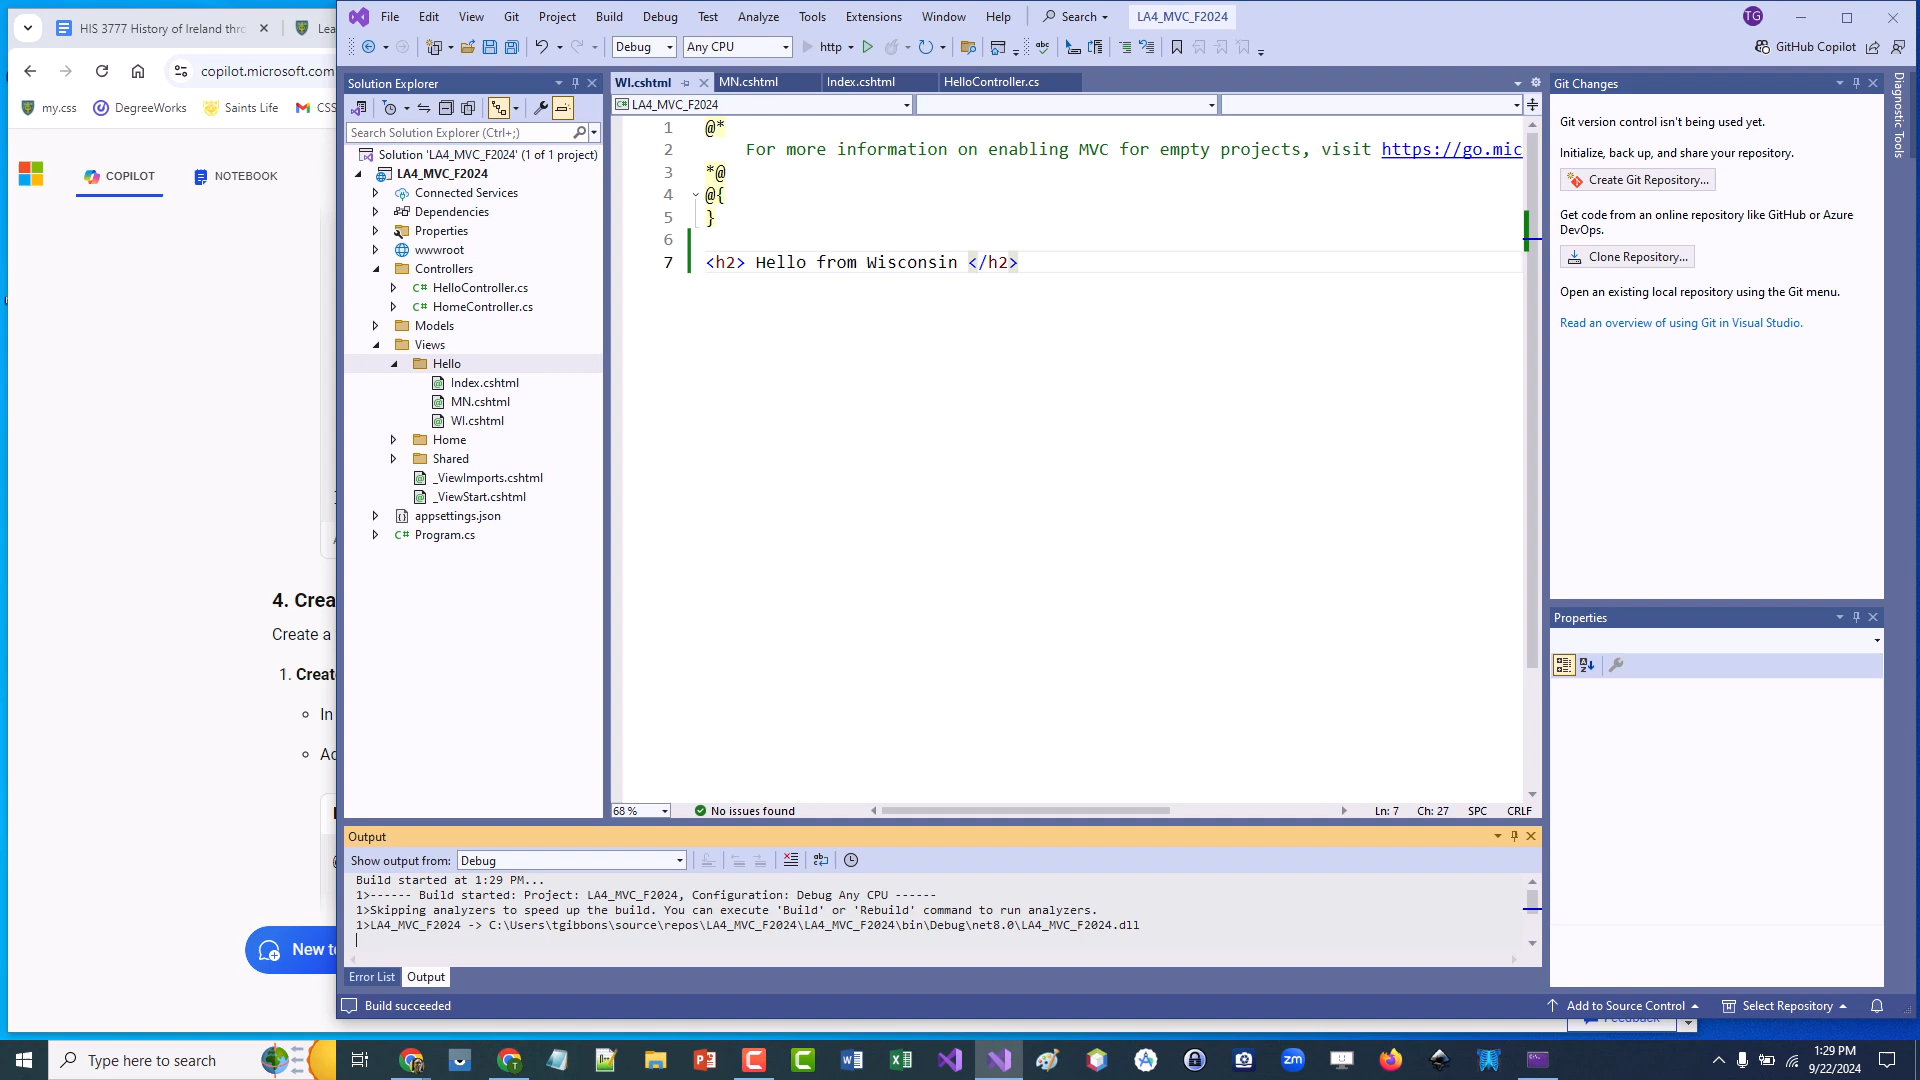 HIS 3777 History of Ireland thro
Lea
copilot.microsoft.com
my.css
DegreeWorks
Saints Life
CSS
COPILOT
NOTEBOOK
4. Crea
Create a
1. Create
In
Ac
New to
File Edit View Git Project Build Debug Test Analyze Tools Extensions Window Help Search LA4_MVC_F2024 TG
Debug Any CPU http GitHub Copilot
Solution Explorer
Search Solution Explorer (Ctrl+;)
Solution 'LA4_MVC_F2024' (1 of 1 project)
LA4_MVC_F2024
Connected Services
Dependencies
Properties
wwwroot
Controllers
C# HelloController.cs
C# HomeController.cs
Models
Views
Hello
Index.cshtml
MN.cshtml
WI.cshtml
Home
Shared
_ViewImports.cshtml
_ViewStart.cshtml
appsettings.json
C# Program.cs
WI.cshtml MN.cshtml Index.cshtml HelloController.cs
LA4_MVC_F2024
1 @*
2 For more information on enabling MVC for empty projects, visit https://go.mic
3 *@
4 @{
5 }
6
7 <h2> Hello from Wisconsin </h2>
68 % No issues found Ln: 7 Ch: 27 SPC CRLF
Output
Show output from: Debug
Build started at 1:29 PM...
1>------ Build started: Project: LA4_MVC_F2024, Configuration: Debug Any CPU ------
1>Skipping analyzers to speed up the build. You can execute 'Build' or 'Rebuild' command to run analyzers.
1>LA4_MVC_F2024 -> C:\Users\tgibbons\source\repos\LA4_MVC_F2024\LA4_MVC_F2024\bin\Debug\net8.0\LA4_MVC_F2024.dll
Error List Output
Build succeeded
Add to Source Control Select Repository
Git Changes
Git version control isn't being used yet.
Initialize, back up, and share your repository.
Create Git Repository...
Get code from an online repository like GitHub or Azure
DevOps.
Clone Repository...
Open an existing local repository using the Git menu.
Read an overview of using Git in Visual Studio.
Properties
Diagnostic Tools
Feedback
Type here to search
zm
1:29 PM
9/22/2024